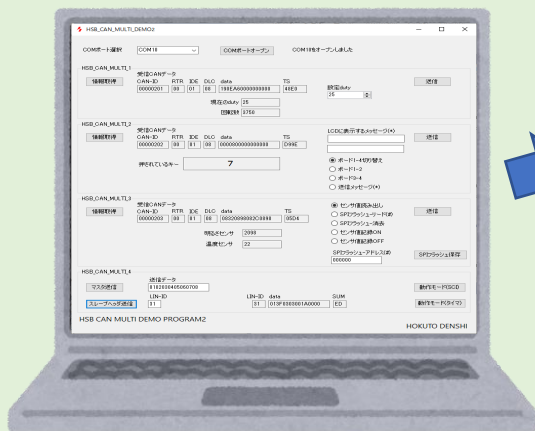 HSB_CAN_MULTI_DEMO2
COMポート選択 COM18 COMポートオープン COM18をオープンしました
HSB_CAN_MULTI_1
受信CANデータ
情報取得 CAN-ID RTR IDE DLC data TS 設定duty 送信
00000201 00 01 08 48E0 25
現在のduty 25
回転数 3750
HSB_CAN_MULTI_2
受信CANデータ LCDに表示するメッセージ(*)
情報取得 CAN-ID RTR IDE DLC data TS 送信
00000202 00 01 08 0000800000000000 D99E
押されているキー 7 ボード1-4切り替え
ボード1-2
ボード3-4
送信メッセージ(*)
HSB_CAN_MULTI_3
受信CANデータ センサ値読み出し
情報取得 CAN-ID RTR IDE DLC data TS SPIフラッシュ-リード(#) 送信
00000203 00 01 08 05D6 SPIフラッシュ-消去
明るさセンサ 2098 センサ値記録ON
温度センサ 22 センサ値記録OFF
SPIフラッシュ-アドレス(#) SPIフラッシュ保存
000000
HSB_CAN_MULTI_4
送信データ
マスタ送信 0102030405060708 動作モード(SCI)
LIN-ID LIN-ID data SUM
スレーブヘッダ送信 31 31 013F0303001A0000 ED 動作モード(タイマ)
HSB CAN MULTI DEMO PROGRAM2
HOKUTO DENSHI